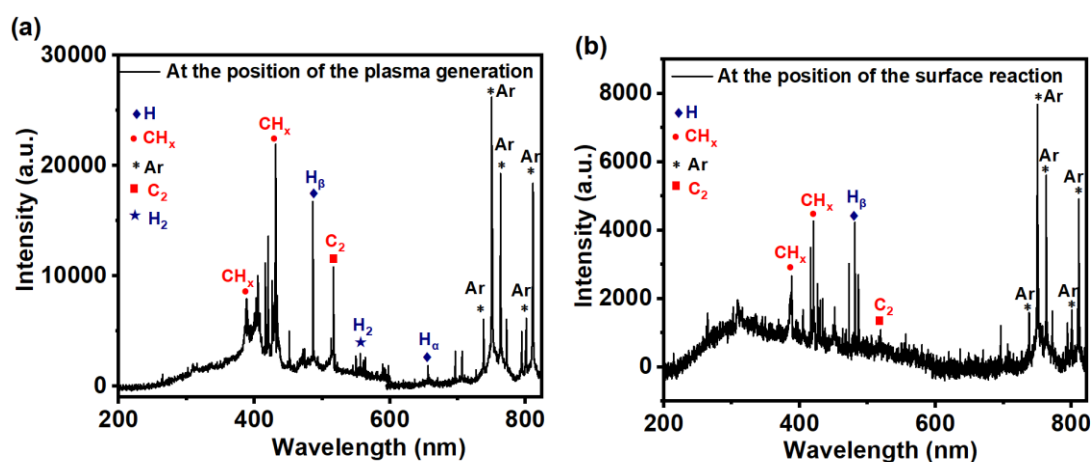 (a)
At the position of the plasma generation
H
CHx
Ar
C2
H2
CHx
CHx
Hβ
C2
H2
Hα
Ar
Ar
Ar
Ar
Ar
30000
20000
10000
0
Intensity (a.u.)
200 400 600 800
Wavelength (nm)
(b)
At the position of the surface reaction
H
CHx
Ar
C2
CHx
CHx
Hβ
C2
Ar
Ar
Ar
Ar
Ar
8000
6000
4000
2000
0
Intensity (a.u.)
200 400 600 800
Wavelength (nm)